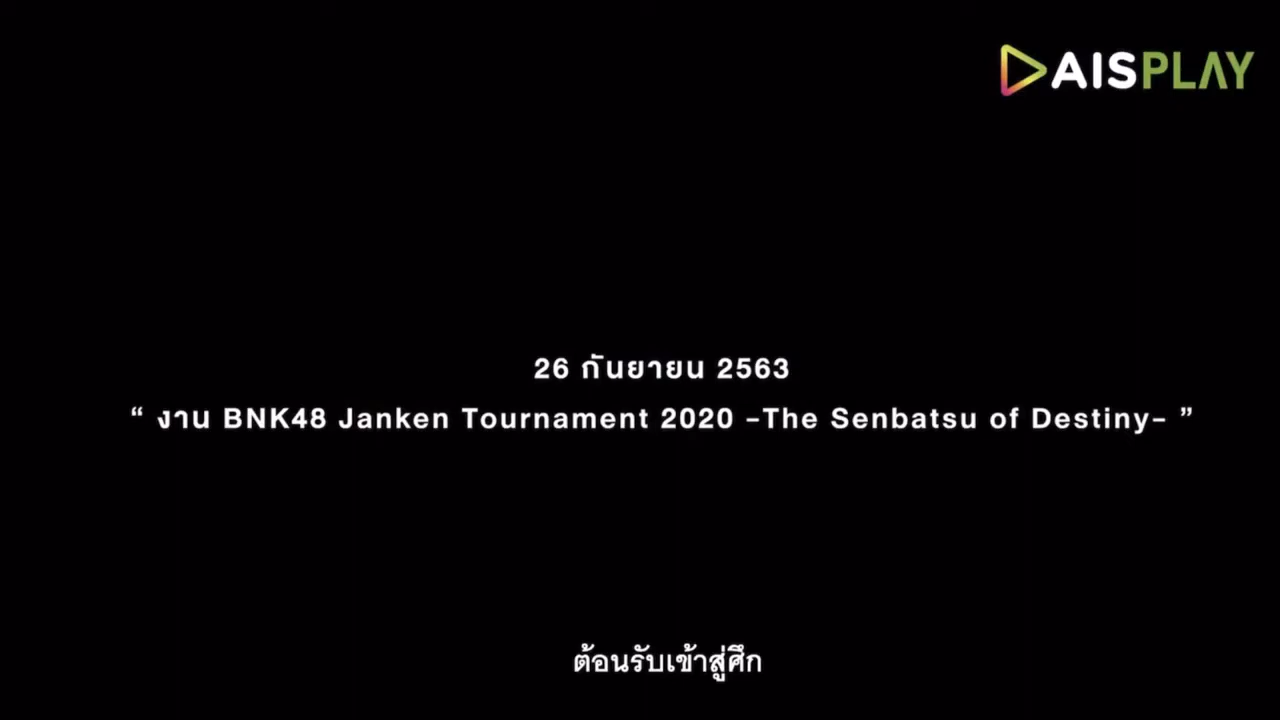 AISPLAY
26 กันยายน 2563
“ งาน BNK48 Janken Tournament 2020 –The Senbatsu of Destiny– ”
ต้อนรับเข้าสู่ศึก